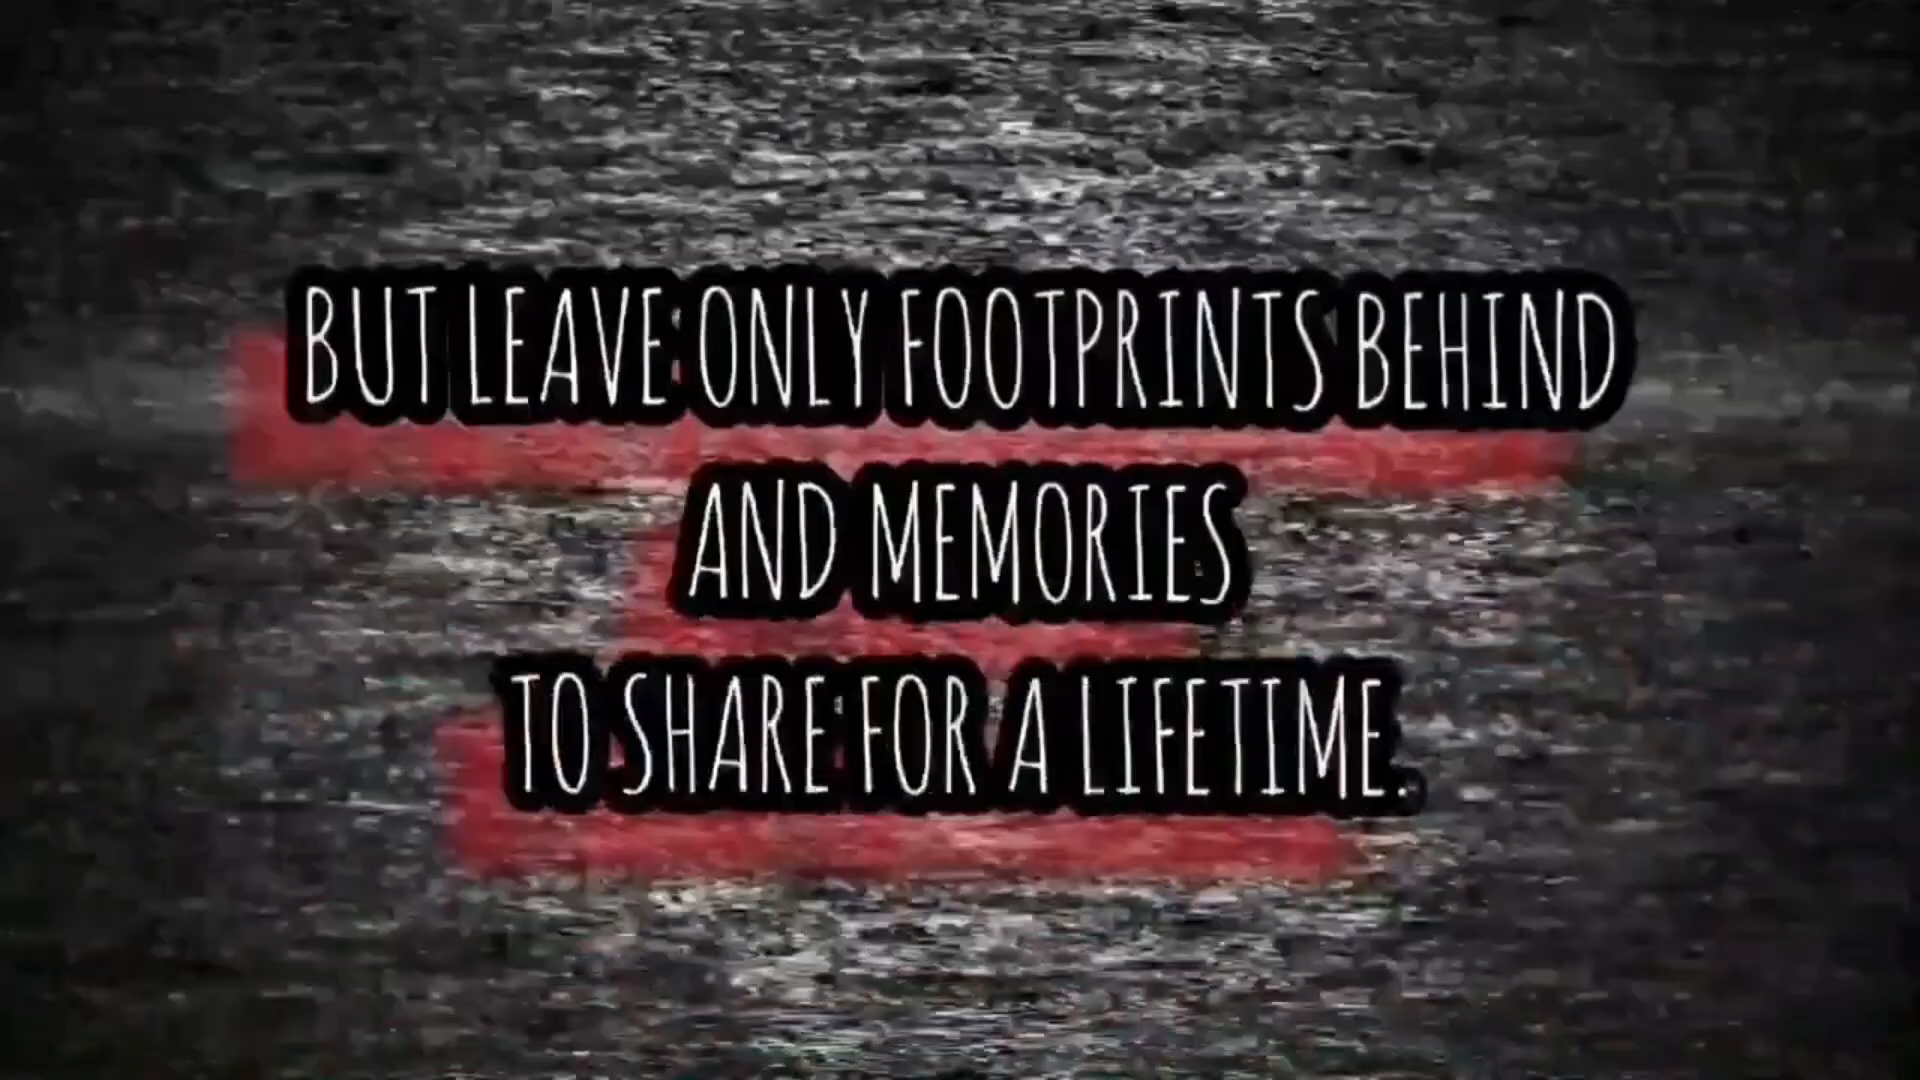 BUT LEAVE ONLY FOOTPRINTS BEHIND
AND MEMORIES
TO SHARE FOR A LIFETIME.